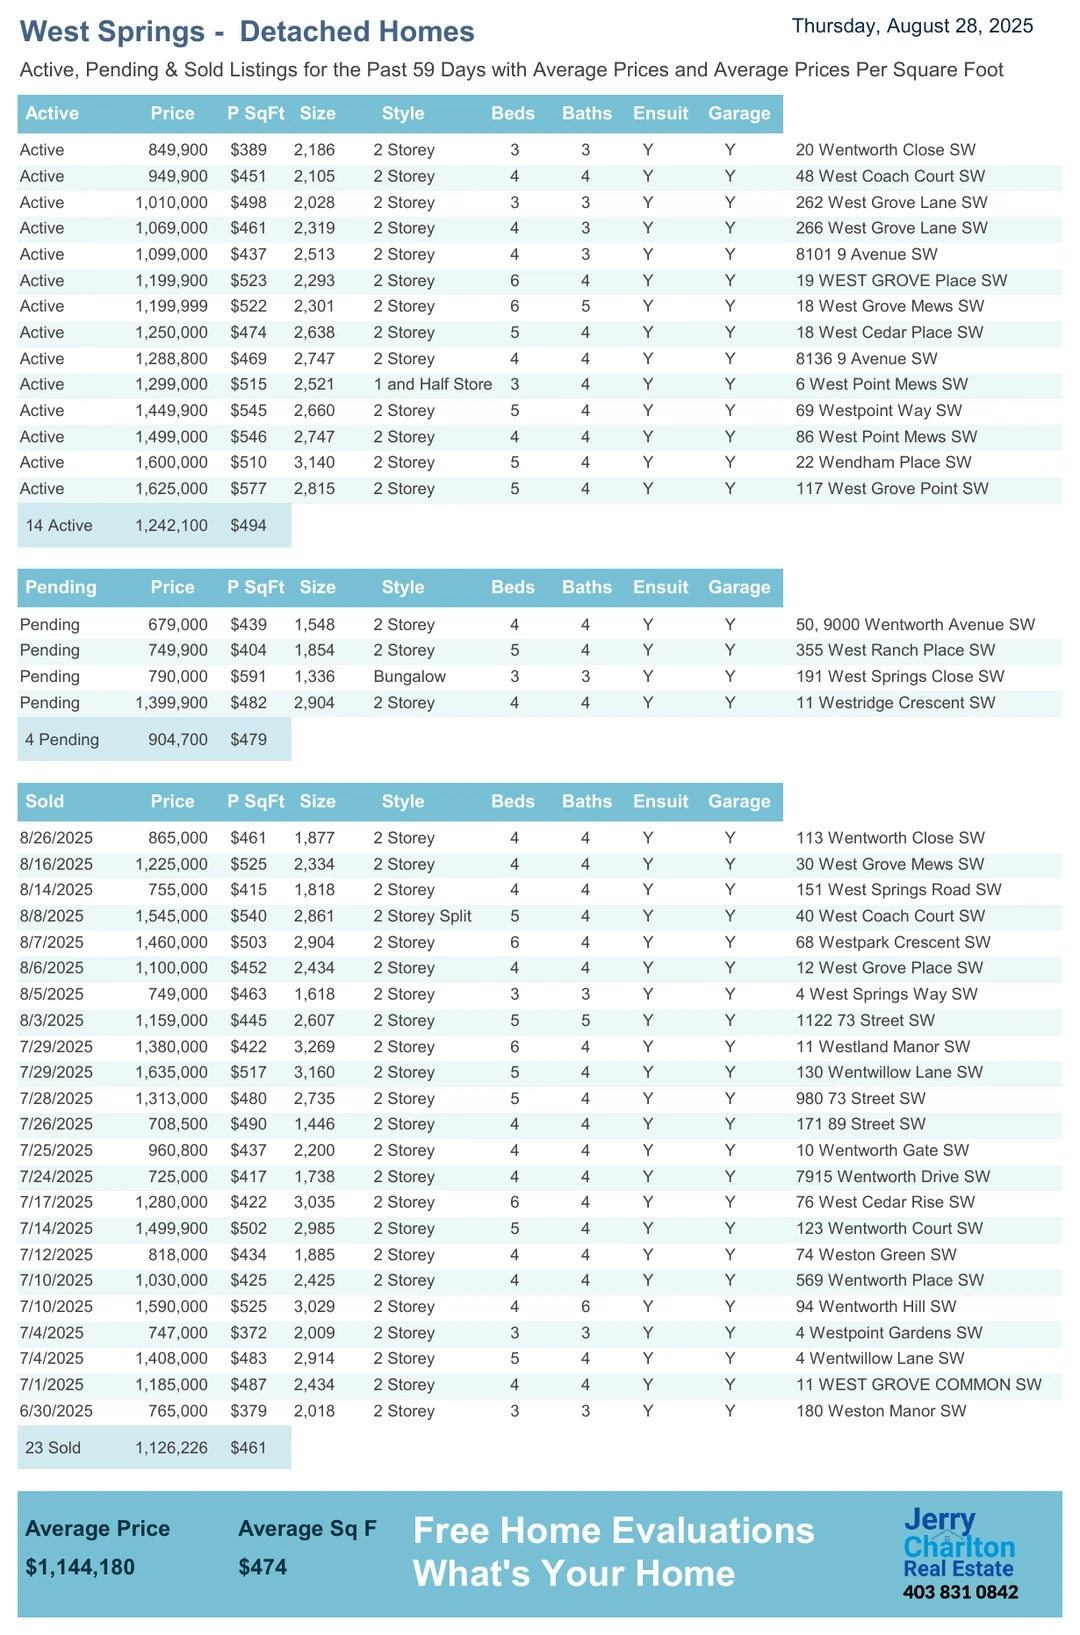 West Springs - Detached Homes
Thursday, August 28, 2025
Active, Pending & Sold Listings for the Past 59 Days with Average Prices and Average Prices Per Square Foot
Active Price P SqFt Size Style Beds Baths Ensuit Garage
Active 849,900 $389 2,186 2 Storey 3 3 Y Y 20 Wentworth Close SW
Active 949,900 $451 2,105 2 Storey 4 4 Y Y 48 West Coach Court SW
Active 1,010,000 $498 2,028 2 Storey 3 3 Y Y 262 West Grove Lane SW
Active 1,069,000 $461 2,319 2 Storey 4 3 Y Y 266 West Grove Lane SW
Active 1,099,000 $437 2,513 2 Storey 4 3 Y Y 8101 9 Avenue SW
Active 1,199,900 $523 2,293 2 Storey 6 4 Y Y 19 WEST GROVE Place SW
Active 1,199,999 $522 2,301 2 Storey 6 5 Y Y 18 West Grove Mews SW
Active 1,250,000 $474 2,638 2 Storey 5 4 Y Y 18 West Cedar Place SW
Active 1,288,800 $469 2,747 2 Storey 4 4 Y Y 8136 9 Avenue SW
Active 1,299,000 $515 2,521 1 and Half Store 3 4 Y Y 6 West Point Mews SW
Active 1,449,900 $545 2,660 2 Storey 5 4 Y Y 69 Westpoint Way SW
Active 1,499,000 $546 2,747 2 Storey 4 4 Y Y 86 West Point Mews SW
Active 1,600,000 $510 3,140 2 Storey 5 4 Y Y 22 Wendham Place SW
Active 1,625,000 $577 2,815 2 Storey 5 4 Y Y 117 West Grove Point SW
14 Active 1,242,100 $494
Pending Price P SqFt Size Style Beds Baths Ensuit Garage
Pending 679,000 $439 1,548 2 Storey 4 4 Y Y 50, 9000 Wentworth Avenue SW
Pending 749,900 $404 1,854 2 Storey 5 4 Y Y 355 West Ranch Place SW
Pending 790,000 $591 1,336 Bungalow 3 3 Y Y 191 West Springs Close SW
Pending 1,399,900 $482 2,904 2 Storey 4 4 Y Y 11 Westridge Crescent SW
4 Pending 904,700 $479
Sold Price P SqFt Size Style Beds Baths Ensuit Garage
8/26/2025 865,000 $461 1,877 2 Storey 4 4 Y Y 113 Wentworth Close SW
8/16/2025 1,225,000 $525 2,334 2 Storey 4 4 Y Y 30 West Grove Mews SW
8/14/2025 755,000 $415 1,818 2 Storey 4 4 Y Y 151 West Springs Road SW
8/8/2025 1,545,000 $540 2,861 2 Storey Split 5 4 Y Y 40 West Coach Court SW
8/7/2025 1,460,000 $503 2,904 2 Storey 6 4 Y Y 68 Westpark Crescent SW
8/6/2025 1,100,000 $452 2,434 2 Storey 4 4 Y Y 12 West Grove Place SW
8/5/2025 749,000 $463 1,618 2 Storey 3 3 Y Y 4 West Springs Way SW
8/3/2025 1,159,000 $445 2,607 2 Storey 5 5 Y Y 1122 73 Street SW
7/29/2025 1,380,000 $422 3,269 2 Storey 6 4 Y Y 11 Westland Manor SW
7/29/2025 1,635,000 $517 3,160 2 Storey 5 4 Y Y 130 Wentwillow Lane SW
7/28/2025 1,313,000 $480 2,735 2 Storey 5 4 Y Y 980 73 Street SW
7/26/2025 708,500 $490 1,446 2 Storey 4 4 Y Y 171 89 Street SW
7/25/2025 960,800 $437 2,200 2 Storey 4 4 Y Y 10 Wentworth Gate SW
7/24/2025 725,000 $417 1,738 2 Storey 4 4 Y Y 7915 Wentworth Drive SW
7/17/2025 1,280,000 $422 3,035 2 Storey 6 4 Y Y 76 West Cedar Rise SW
7/14/2025 1,499,900 $502 2,985 2 Storey 5 4 Y Y 123 Wentworth Court SW
7/12/2025 818,000 $434 1,885 2 Storey 4 4 Y Y 74 Weston Green SW
7/10/2025 1,030,000 $425 2,425 2 Storey 4 4 Y Y 569 Wentworth Place SW
7/10/2025 1,590,000 $525 3,029 2 Storey 4 6 Y Y 94 Wentworth Hill SW
7/4/2025 747,000 $372 2,009 2 Storey 3 3 Y Y 4 Westpoint Gardens SW
7/4/2025 1,408,000 $483 2,914 2 Storey 5 4 Y Y 4 Wentwillow Lane SW
7/1/2025 1,185,000 $487 2,434 2 Storey 4 4 Y Y 11 WEST GROVE COMMON SW
6/30/2025 765,000 $379 2,018 2 Storey 3 3 Y Y 180 Weston Manor SW
23 Sold 1,126,226 $461
Average Price Average Sq F
$1,144,180 $474
Free Home Evaluations
What's Your Home
Jerry
Charlton
Real Estate
403 831 0842